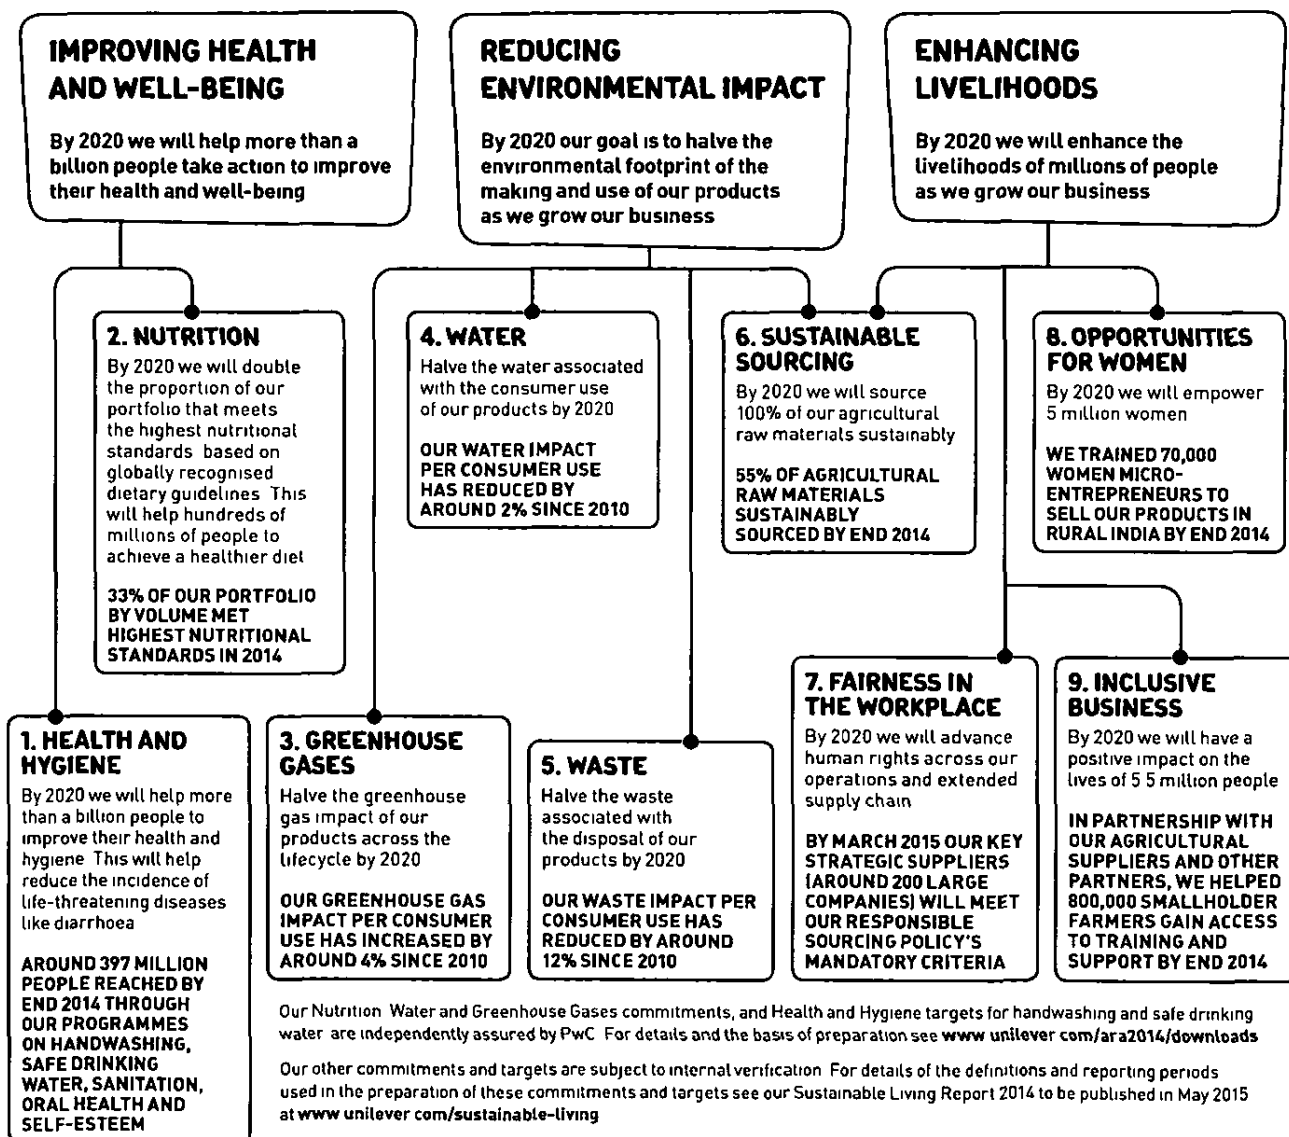 IMPROVING HEALTH
AND WELL-BEING
By 2020 we will help more than a
billion people take action to improve
their health and well-being
REDUCING
ENVIRONMENTAL IMPACT
By 2020 our goal is to halve the
environmental footprint of the
making and use of our products
as we grow our business
ENHANCING
LIVELIHOODS
By 2020 we will enhance the
livelihoods of millions of people
as we grow our business
2. NUTRITION
By 2020 we will double
the proportion of our
portfolio that meets
the highest nutritional
standards based on
globally recognised
dietary guidelines This
will help hundreds of
millions of people to
achieve a healthier diet
33% OF OUR PORTFOLIO
BY VOLUME MET
HIGHEST NUTRITIONAL
STANDARDS IN 2014
4. WATER
Halve the water associated
with the consumer use
of our products by 2020
OUR WATER IMPACT
PER CONSUMER USE
HAS REDUCED BY
AROUND 2% SINCE 2010
6. SUSTAINABLE
SOURCING
By 2020 we will source
100% of our agricultural
raw materials sustainably
55% OF AGRICULTURAL
RAW MATERIALS
SUSTAINABLY
SOURCED BY END 2014
8. OPPORTUNITIES
FOR WOMEN
By 2020 we will empower
5 million women
WE TRAINED 70,000
WOMEN MICRO-
ENTREPRENEURS TO
SELL OUR PRODUCTS IN
RURAL INDIA BY END 2014
1. HEALTH AND
HYGIENE
By 2020 we will help more
than a billion people to
improve their health and
hygiene This will help
reduce the incidence of
life-threatening diseases
like diarrhoea
AROUND 397 MILLION
PEOPLE REACHED BY
END 2014 THROUGH
OUR PROGRAMMES
ON HANDWASHING,
SAFE DRINKING
WATER, SANITATION,
ORAL HEALTH AND
SELF-ESTEEM
3. GREENHOUSE
GASES
Halve the greenhouse
gas impact of our
products across the
lifecycle by 2020
OUR GREENHOUSE GAS
IMPACT PER CONSUMER
USE HAS INCREASED BY
AROUND 4% SINCE 2010
5. WASTE
Halve the waste
associated with
the disposal of our
products by 2020
OUR WASTE IMPACT PER
CONSUMER USE HAS
REDUCED BY AROUND
12% SINCE 2010
7. FAIRNESS IN
THE WORKPLACE
By 2020 we will advance
human rights across our
operations and extended
supply chain
BY MARCH 2015 OUR KEY
STRATEGIC SUPPLIERS
(AROUND 200 LARGE
COMPANIES) WILL MEET
OUR RESPONSIBLE
SOURCING POLICY'S
MANDATORY CRITERIA
9. INCLUSIVE
BUSINESS
By 2020 we will have a
positive impact on the
lives of 5 5 million people
IN PARTNERSHIP WITH
OUR AGRICULTURAL
SUPPLIERS AND OTHER
PARTNERS, WE HELPED
800,000 SMALLHOLDER
FARMERS GAIN ACCESS
TO TRAINING AND
SUPPORT BY END 2014
Our Nutrition Water and Greenhouse Gases commitments, and Health and Hygiene targets for handwashing and safe drinking
water are independently assured by PwC For details and the basis of preparation see www unilever com/ara2014/downloads
Our other commitments and targets are subject to internal verification For details of the definitions and reporting periods
used in the preparation of these commitments and targets see our Sustainable Living Report 2014 to be published in May 2015
at www unilever com/sustainable-living